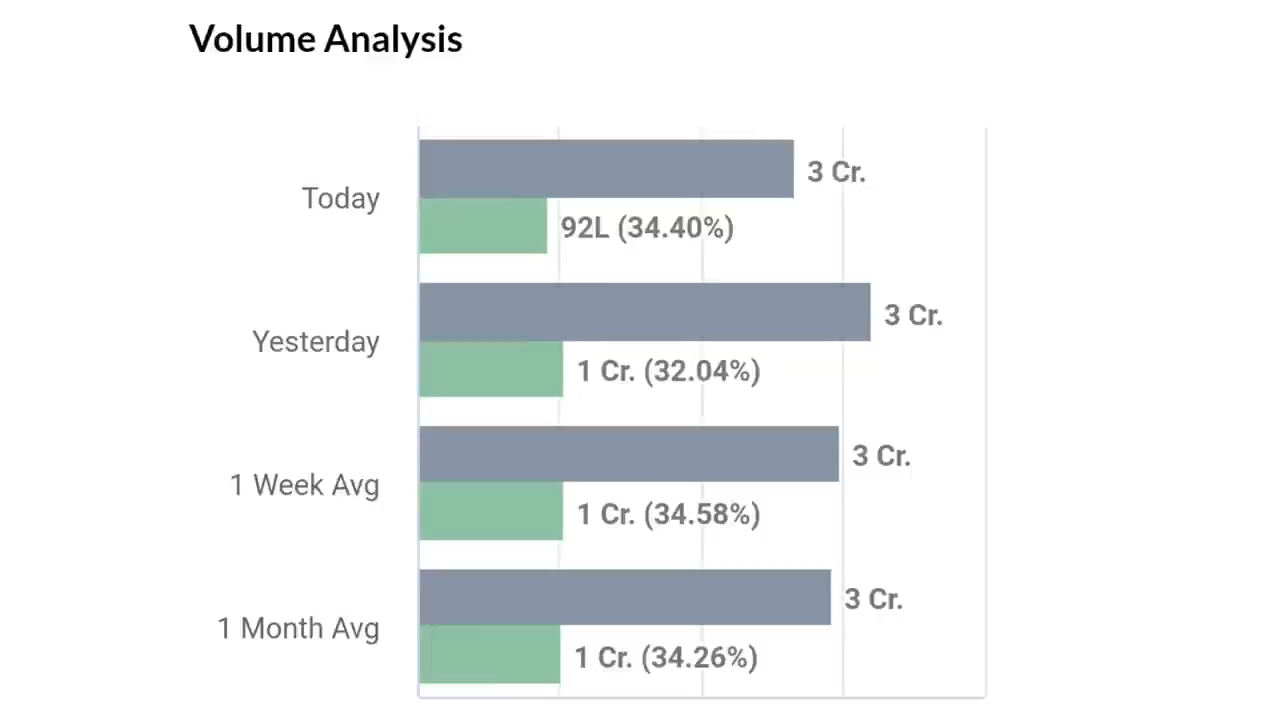 Volume Analysis
Today
3 Cr.
92L (34.40%)
Yesterday
3 Cr.
1 Cr. (32.04%)
1 Week Avg
3 Cr.
1 Cr. (34.58%)
1 Month Avg
3 Cr.
1 Cr. (34.26%)